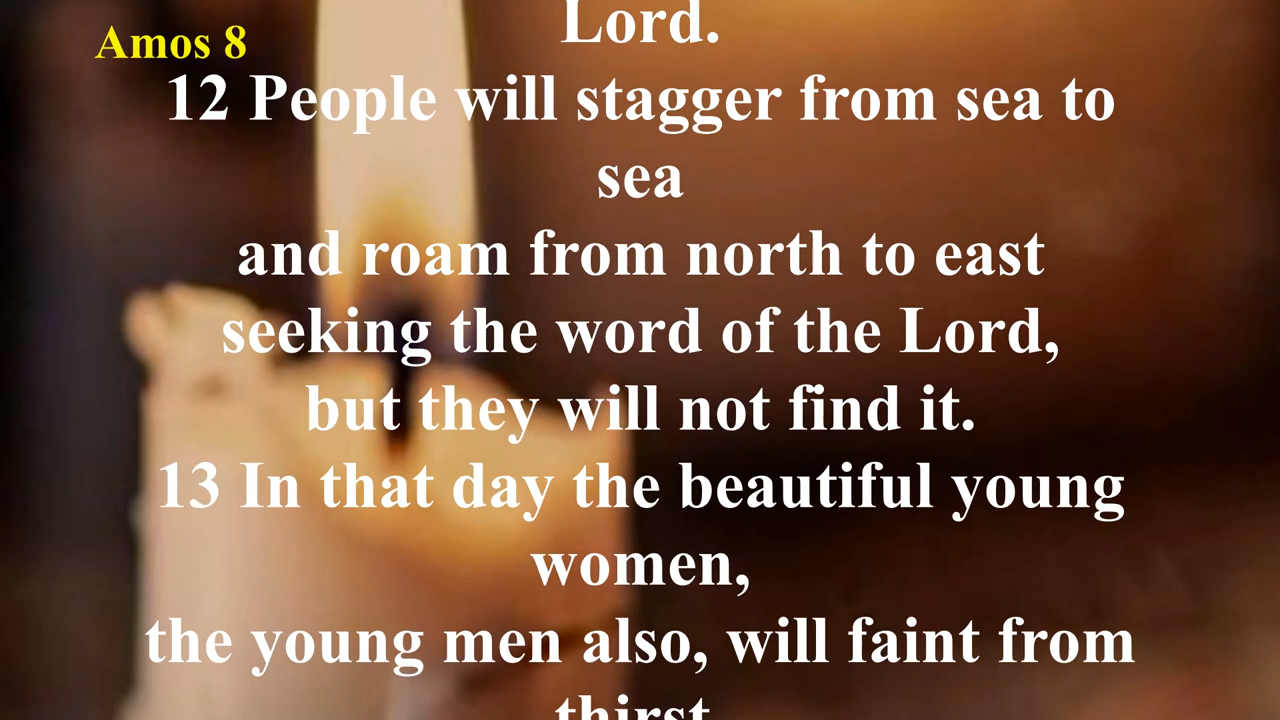 Lord.
Amos 8
12 People will stagger from sea to
sea
and roam from north to east
seeking the word of the Lord,
but they will not find it.
13 In that day the beautiful young
women,
the young men also, will faint from
thirst